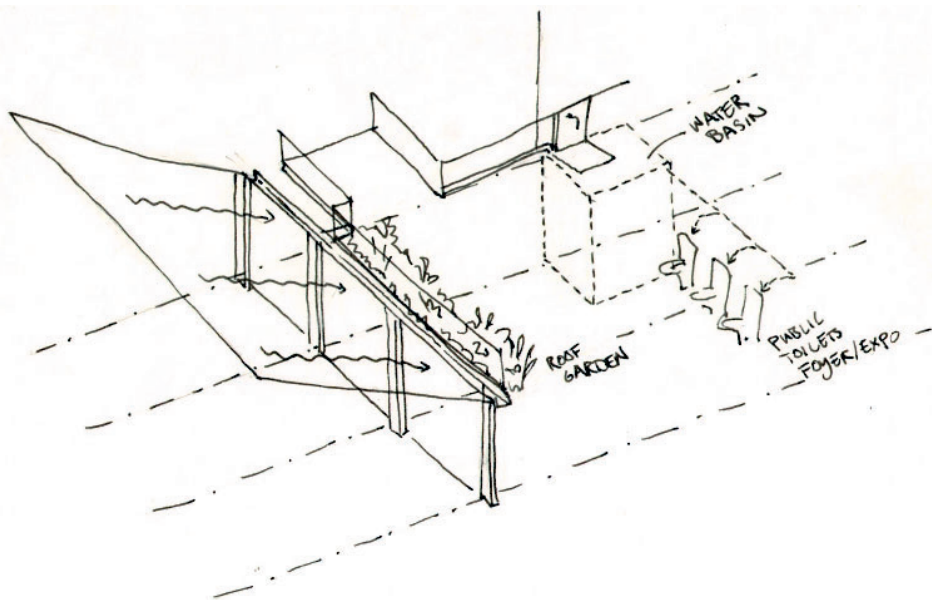 WATER
BASIN
ROOF
GARDEN
PUBLIC
TOILETS
FOYER/EXPO